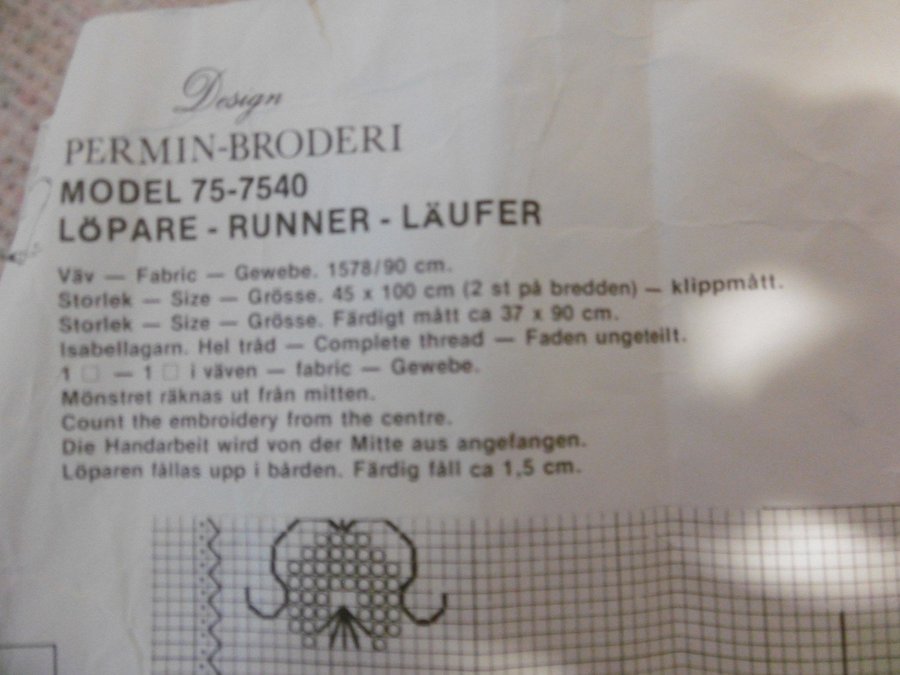 Design
PERMIN-BRODERI
MODEL 75-7540
LÖPARE - RUNNER - LÄUFER
Väv — Fabric — Gewebe. 1578/90 cm.
Storlek — Size — Grösse. 45 x 100 cm (2 st på bredden) — klippmått.
Storlek — Size — Grösse. Färdigt mått ca 37 x 90 cm.
Isabellagarn. Hel tråd — Complete thread — Faden ungeteilt.
1 □ — 1 □ i väven — fabric — Gewebe.
Mönstret räknas ut från mitten.
Count the embroidery from the centre.
Die Handarbeit wird von der Mitte aus angefangen.
Löparen fållas upp i bården. Färdig fåll ca 1,5 cm.